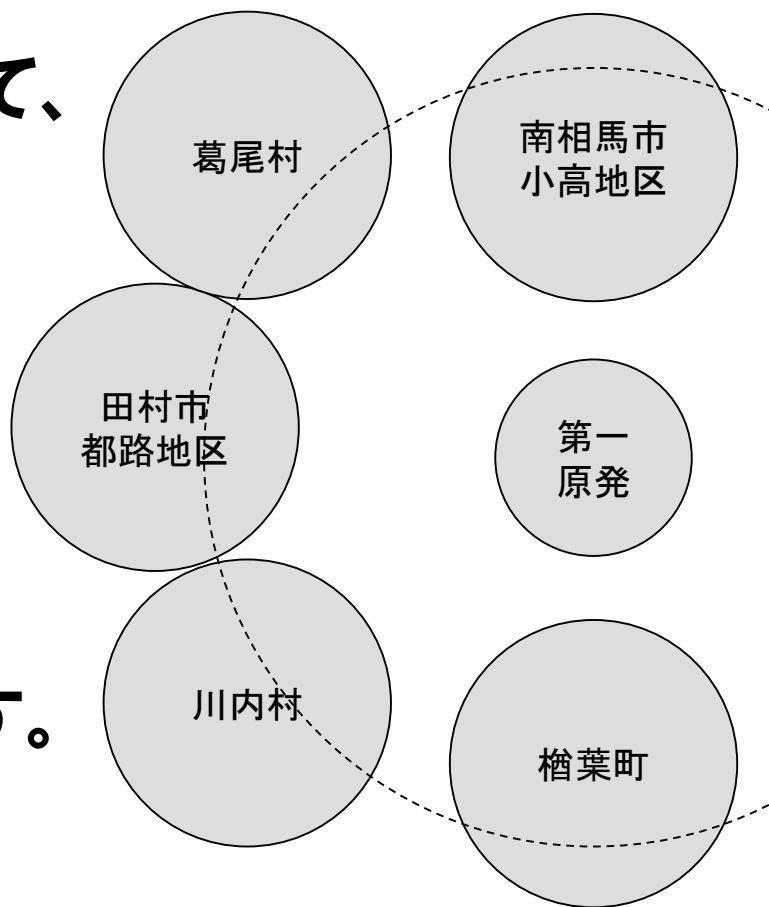 て、
葛尾村
南相馬市
小高地区
田村市
都路地区
第一
原発
川内村
す。
楢葉町